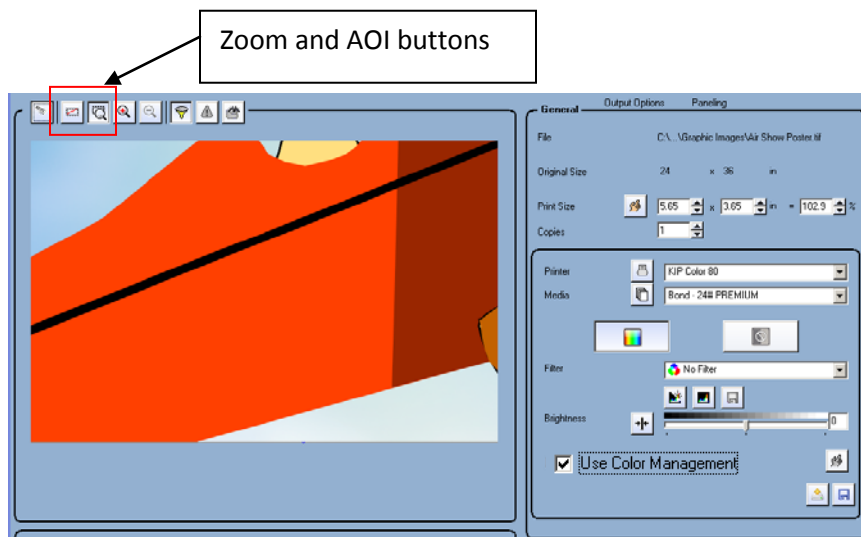 Zoom and AOI buttons
General Output Options Paneling
File C:\...\Graphic Images\Air Show Poster.tif
Original Size 24 x 36 in
Print Size 5.65 x 3.65 in = 102.9 %
Copies 1
Printer KIP Color 80
Media Bond - 24# PREMIUM
Filter No Filter
Brightness 0
Use Color Management